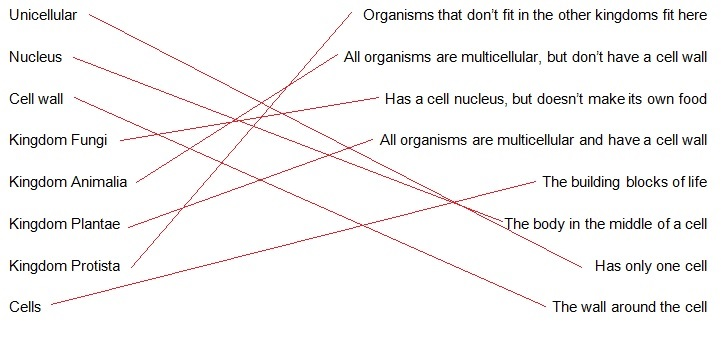 Unicellular Organisms that don't fit in the other kingdoms fit here
Nucleus All organisms are multicellular, but don't have a cell wall
Cell wall Has a cell nucleus, but doesn't make its own food
Kingdom Fungi All organisms are multicellular and have a cell wall
Kingdom Animalia The building blocks of life
Kingdom Plantae The body in the middle of a cell
Kingdom Protista Has only one cell
Cells The wall around the cell